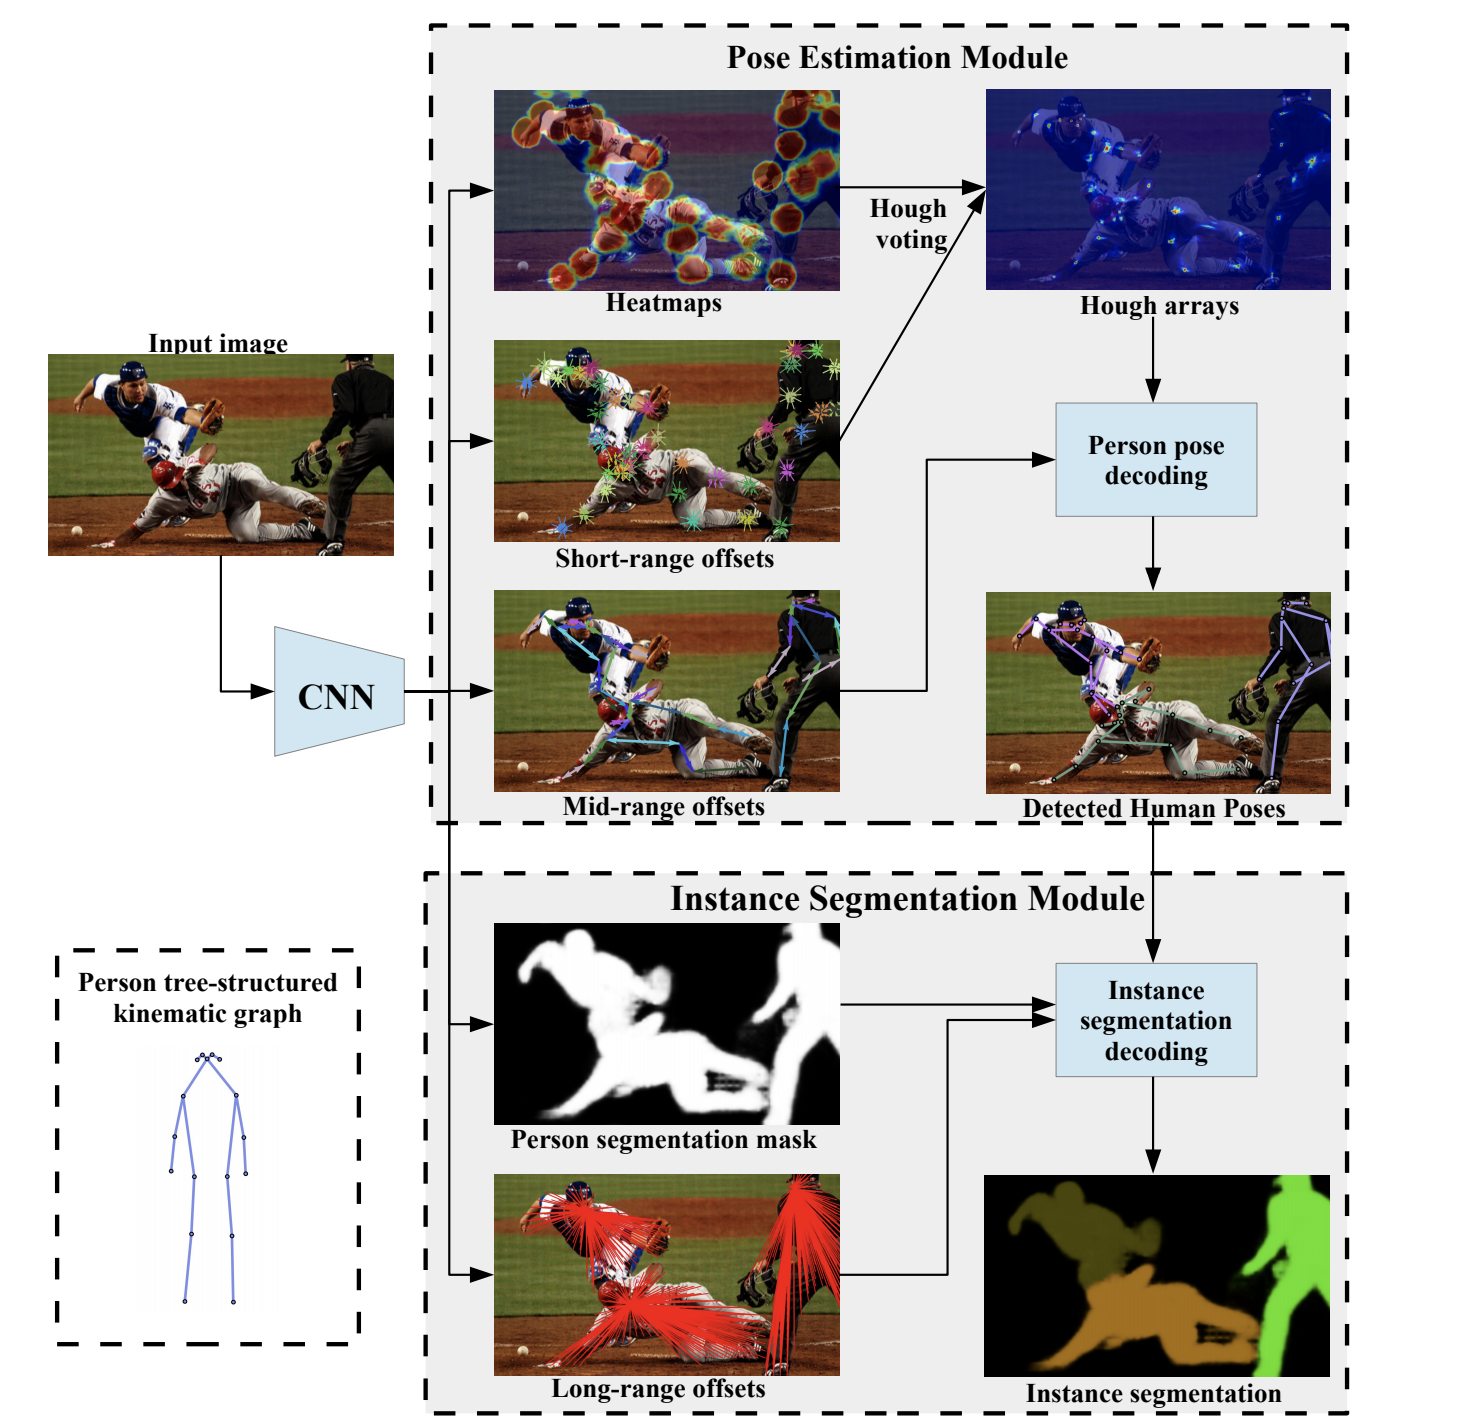 Pose Estimation Module
Heatmaps
Hough
voting
Hough arrays
Input image
Short-range offsets
Person pose
decoding
CNN
Mid-range offsets
Detected Human Poses
Instance Segmentation Module
Person tree-structured
kinematic graph
Person segmentation mask
Instance
segmentation
decoding
Long-range offsets
Instance segmentation